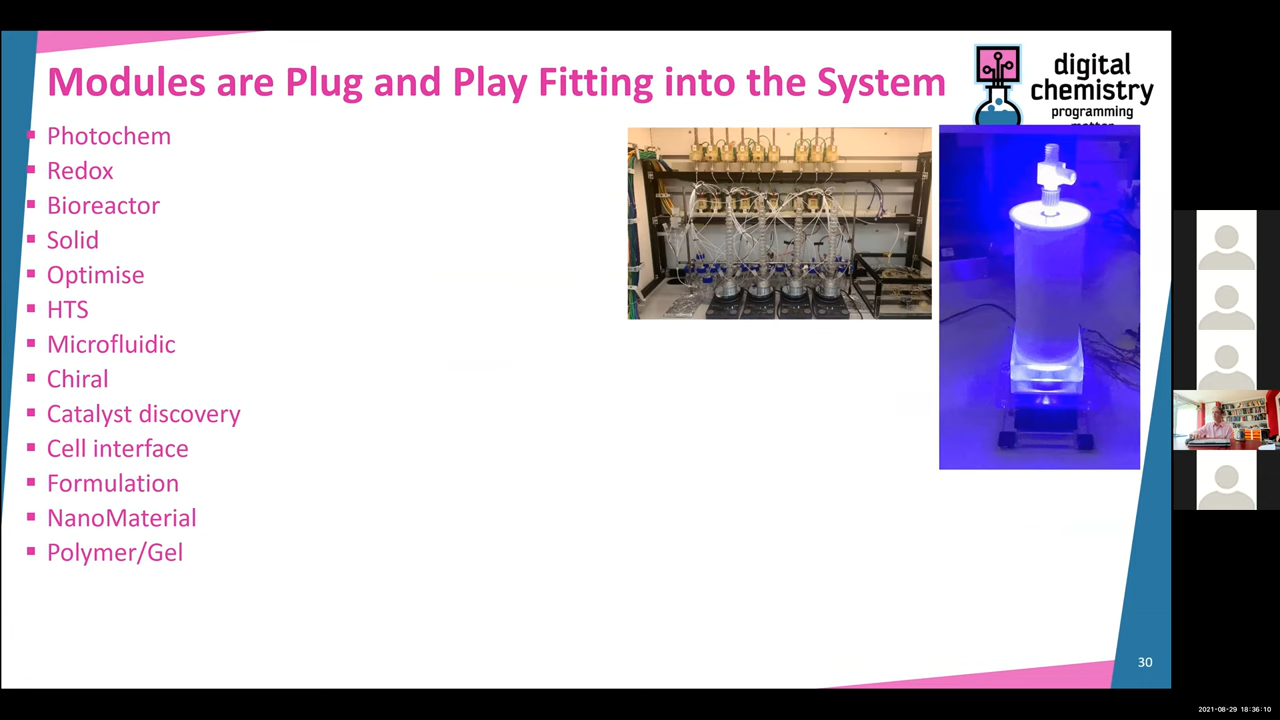 Modules are Plug and Play Fitting into the System
digital
chemistry
programming
matter
Photochem
Redox
Bioreactor
Solid
Optimise
HTS
Microfluidic
Chiral
Catalyst discovery
Cell interface
Formulation
NanoMaterial
Polymer/Gel
30
2021-08-29 18:36:10